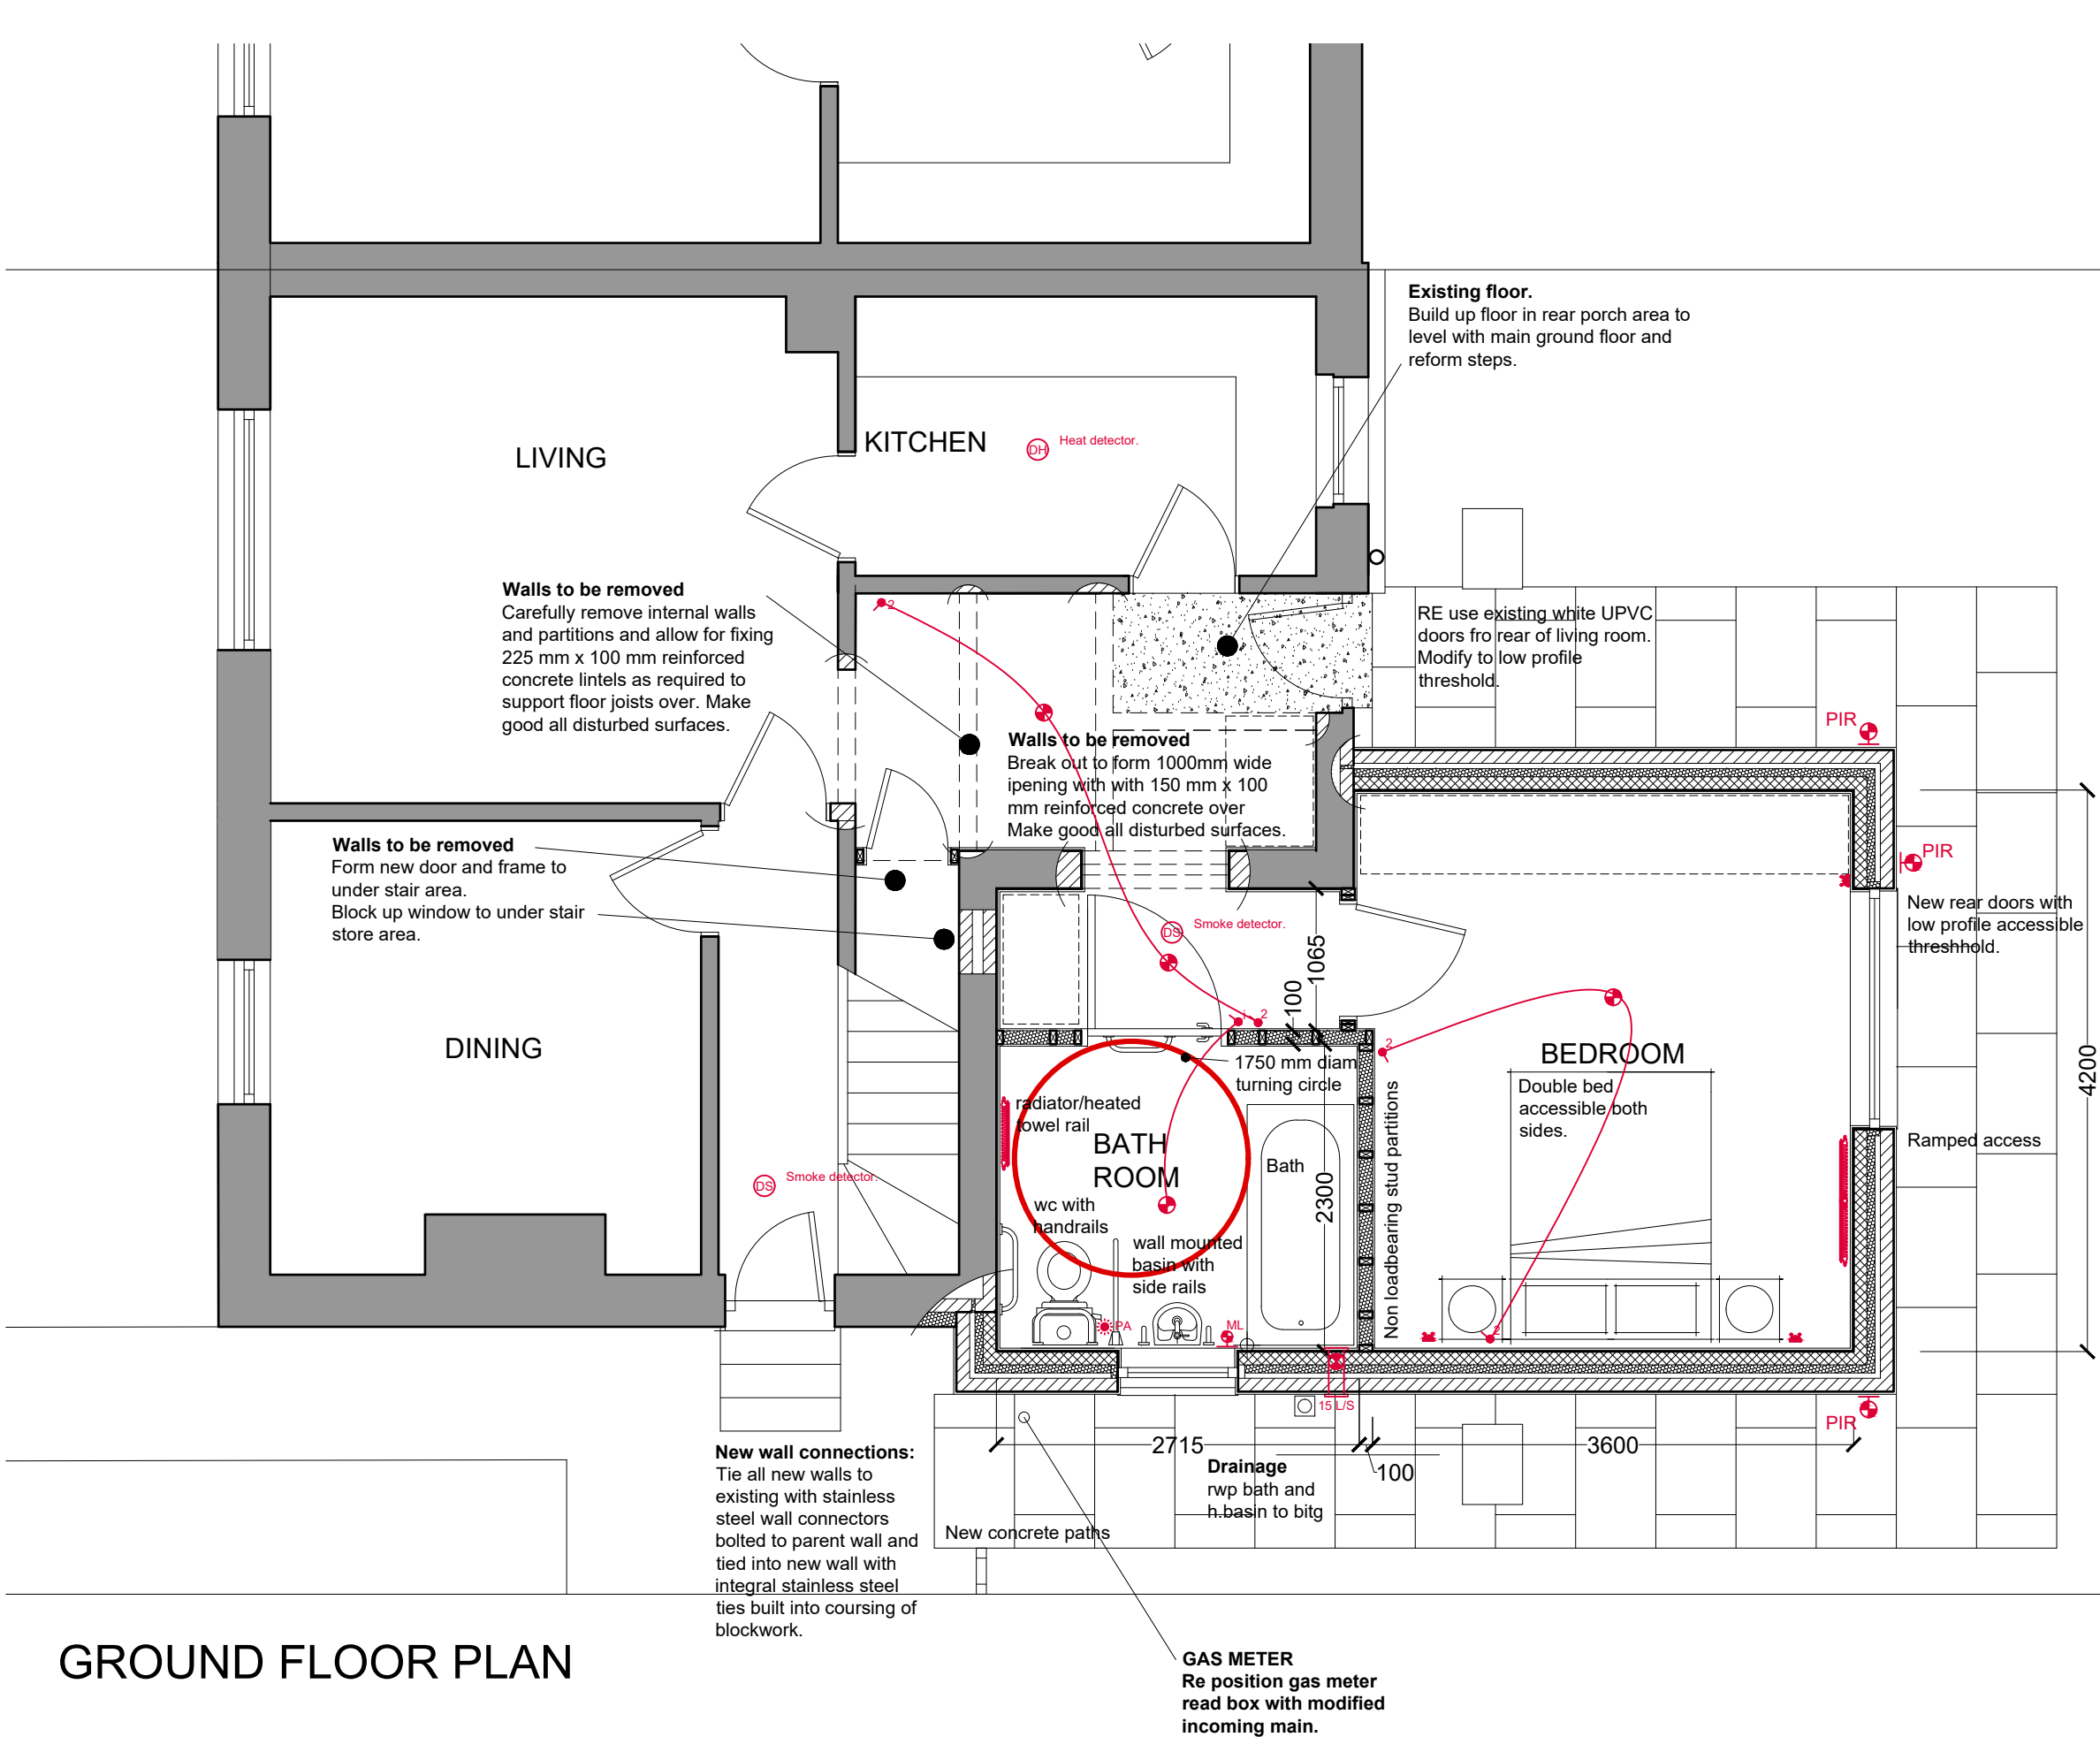 Existing floor.
Build up floor in rear porch area to
level with main ground floor and
reform steps.
LIVING
KITCHEN
DH
Heat detector.
Walls to be removed
Carefully remove internal walls
and partitions and allow for fixing
225 mm x 100 mm reinforced
concrete lintels as required to
support floor joists over. Make
good all disturbed surfaces.
2
RE use existing white UPVC
doors fro rear of living room.
Modify to low profile
threshold.
PIR
Walls to be removed
Break out to form 1000mm wide
ipening with with 150 mm x 100
mm reinforced concrete over
Make good all disturbed surfaces.
Walls to be removed
Form new door and frame to
under stair area.
Block up window to under stair
store area.
PIR
New rear doors with
low profile accessible
threshhold.
DS
Smoke detector.
1065
100
2
DINING
2
BEDROOM
Double bed
accessible both
sides.
4200
1750 mm diam
turning circle
radiator/heated
towel rail
BATH
ROOM
Bath
2300
Non loadbearing stud partitions
Ramped access
DS
Smoke detector.
wc with
handrails
wall mounted
basin with
side rails
PA
ML
2
15 L/S
PIR
2715
100
3600
New wall connections:
Tie all new walls to
existing with stainless
steel wall connectors
bolted to parent wall and
tied into new wall with
integral stainless steel
ties built into coursing of
blockwork.
Drainage
rwp bath and
h.basin to bitg
New concrete paths
GROUND FLOOR PLAN
GAS METER
Re position gas meter
read box with modified
incoming main.